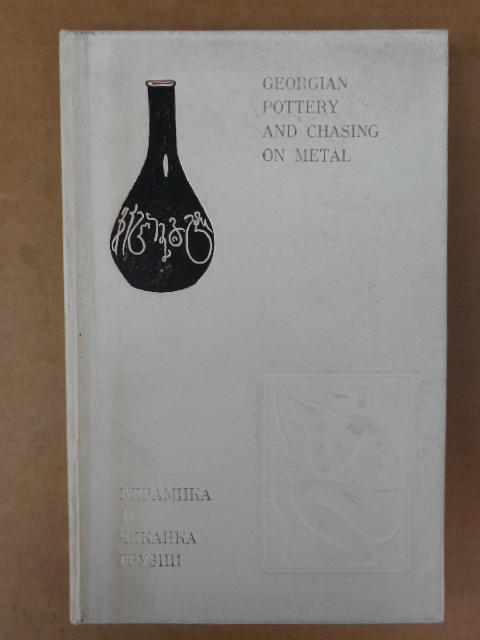 GEORGIAN
POTTERY
AND CHASING
ON METAL
КЕРАМИКА
И
ЧЕКАНКА
ГРУЗИИ